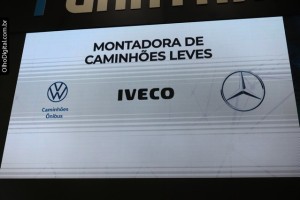 MONTADORA DE
CAMINHÕES LEVES
Caminhões
Ônibus
IVECO
OlhoDigital.com.br